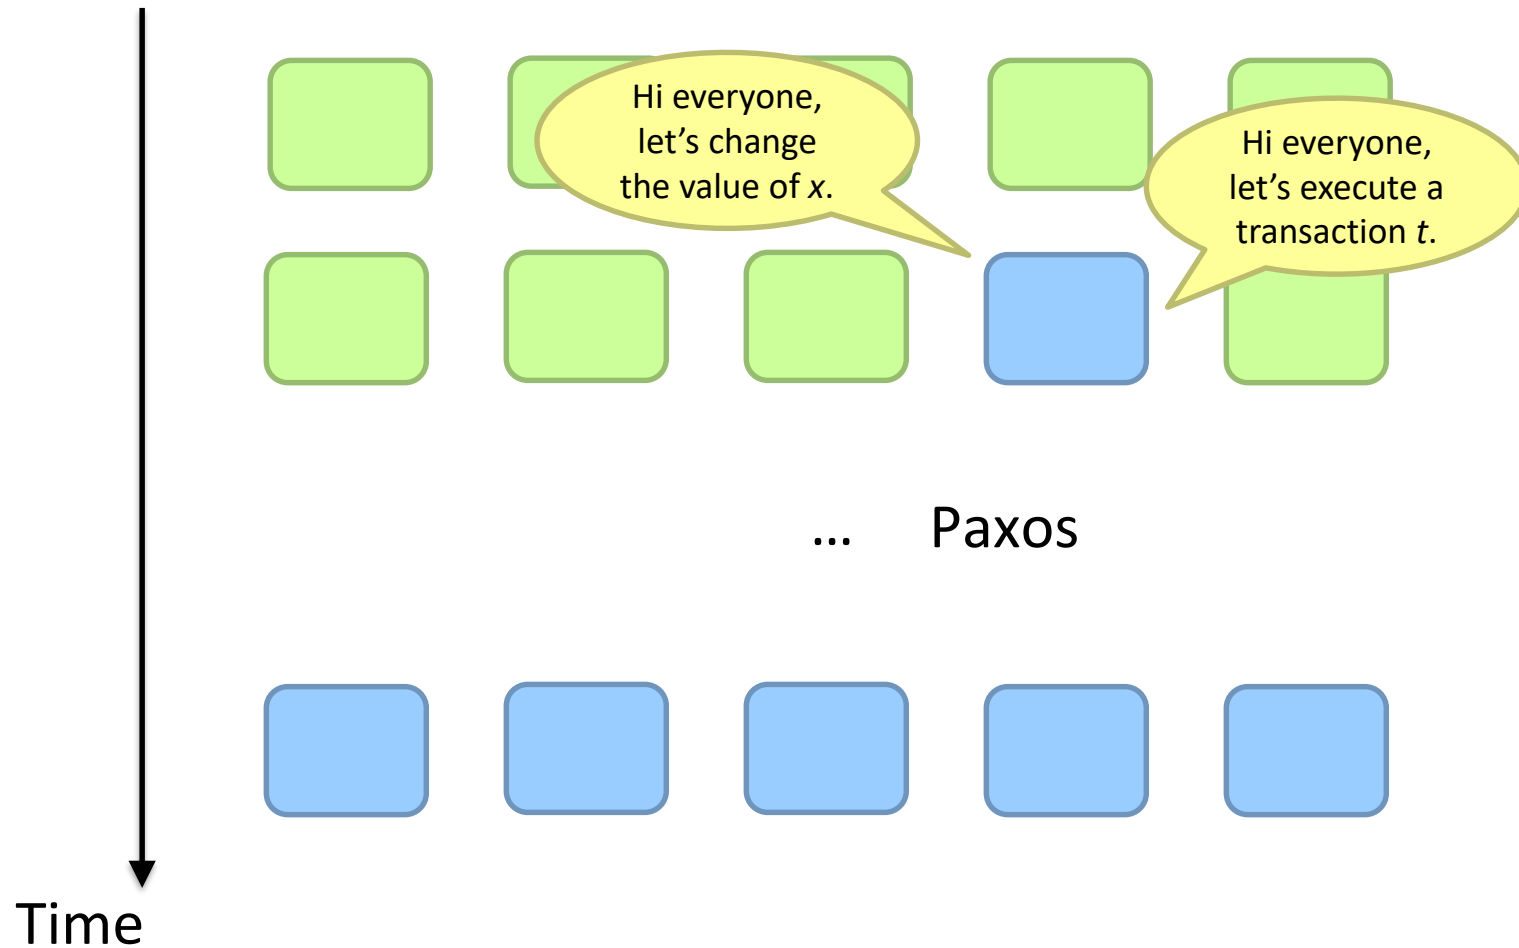 Hi everyone,
let’s change
the value of x.
Hi everyone,
let’s execute a
transaction t.
... Paxos
Time